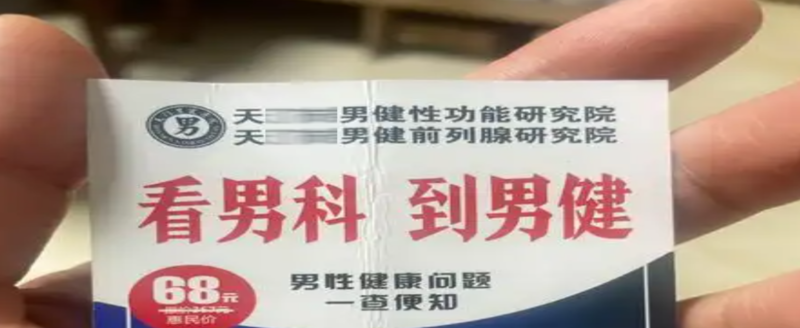 男
天 男健性功能研究院
天 男健前列腺研究院
看男科 到男健
68元
惠民价
男性健康问题
一查便知